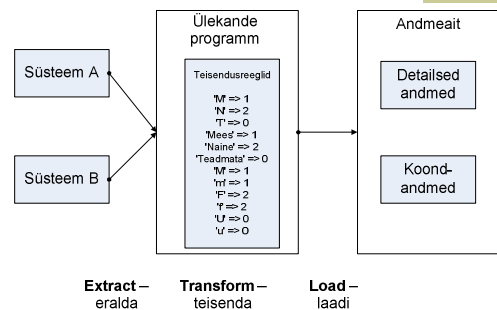 Süsteem A
Süsteem B
Ülekande
programm
Teisendusreeglid
'M' => 1
'N' => 2
'T' => 0
'Mees' => 1
'Naine' => 2
'Teadmata' => 0
'M' => 1
'm' => 1
'F' => 2
'f' => 2
'U' => 0
'u' => 0
Andmeait
Detailsed
andmed
Koond-
andmed
Extract –
eralda
Transform –
teisenda
Load –
laadi